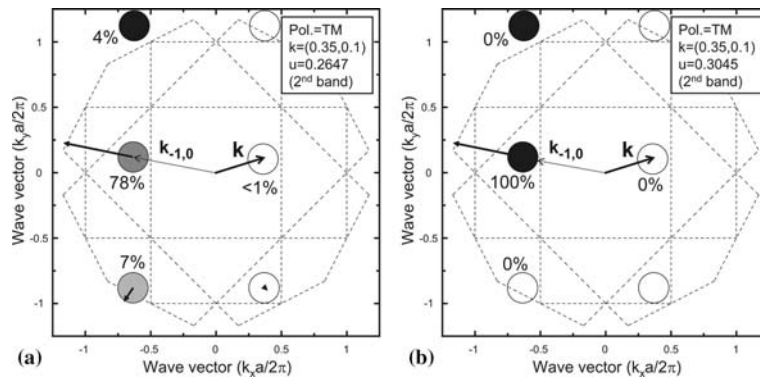 4%
Pol.=TM
k=(0.35,0.1)
u=0.2647
(2nd band)
1
0.5
0
-0.5
-1
Wave vector (kya/2π)
k-1,0
k
78%
<1%
7%
-1 -0.5 0 0.5 1
(a)
Wave vector (kxa/2π)
0%
Pol.=TM
k=(0.35,0.1)
u=0.3045
(2nd band)
1
0.5
0
-0.5
-1
Wave vector (kya/2π)
k-1,0
k
100%
0%
0%
-1 -0.5 0 0.5 1
(b)
Wave vector (kxa/2π)